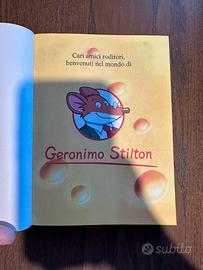 Cari amici roditori,
benvenuti nel mondo di
Geronimo Stilton
subito